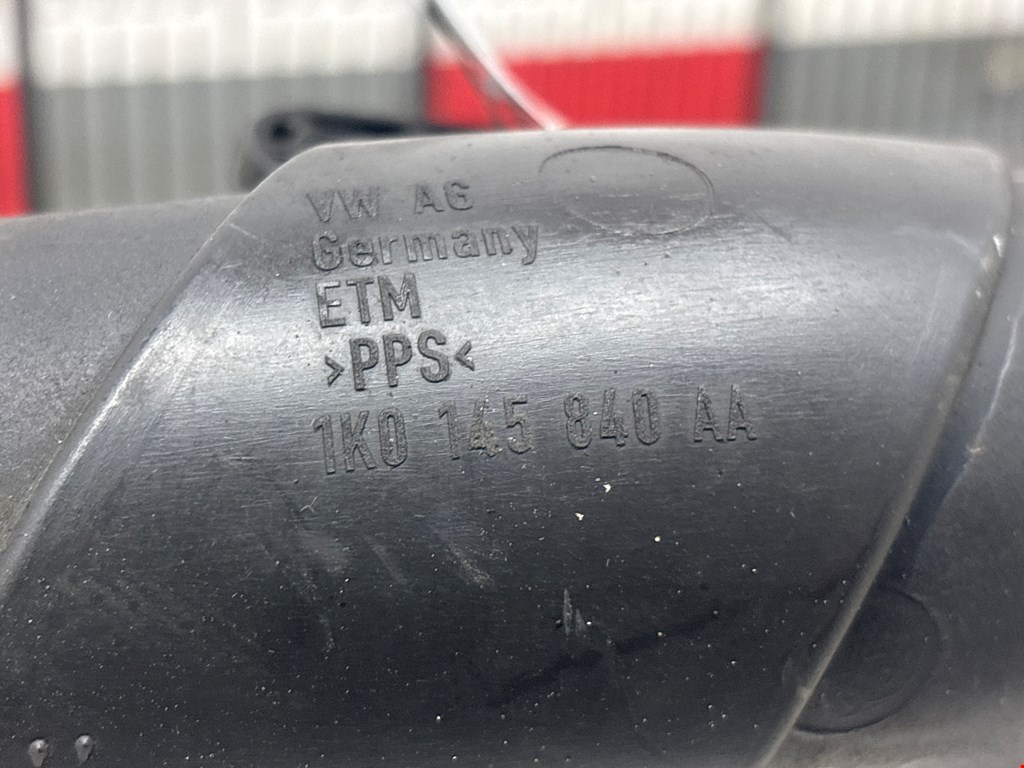 VW AG
Germany
ETM
>PPS<
1K0 145 840 AA